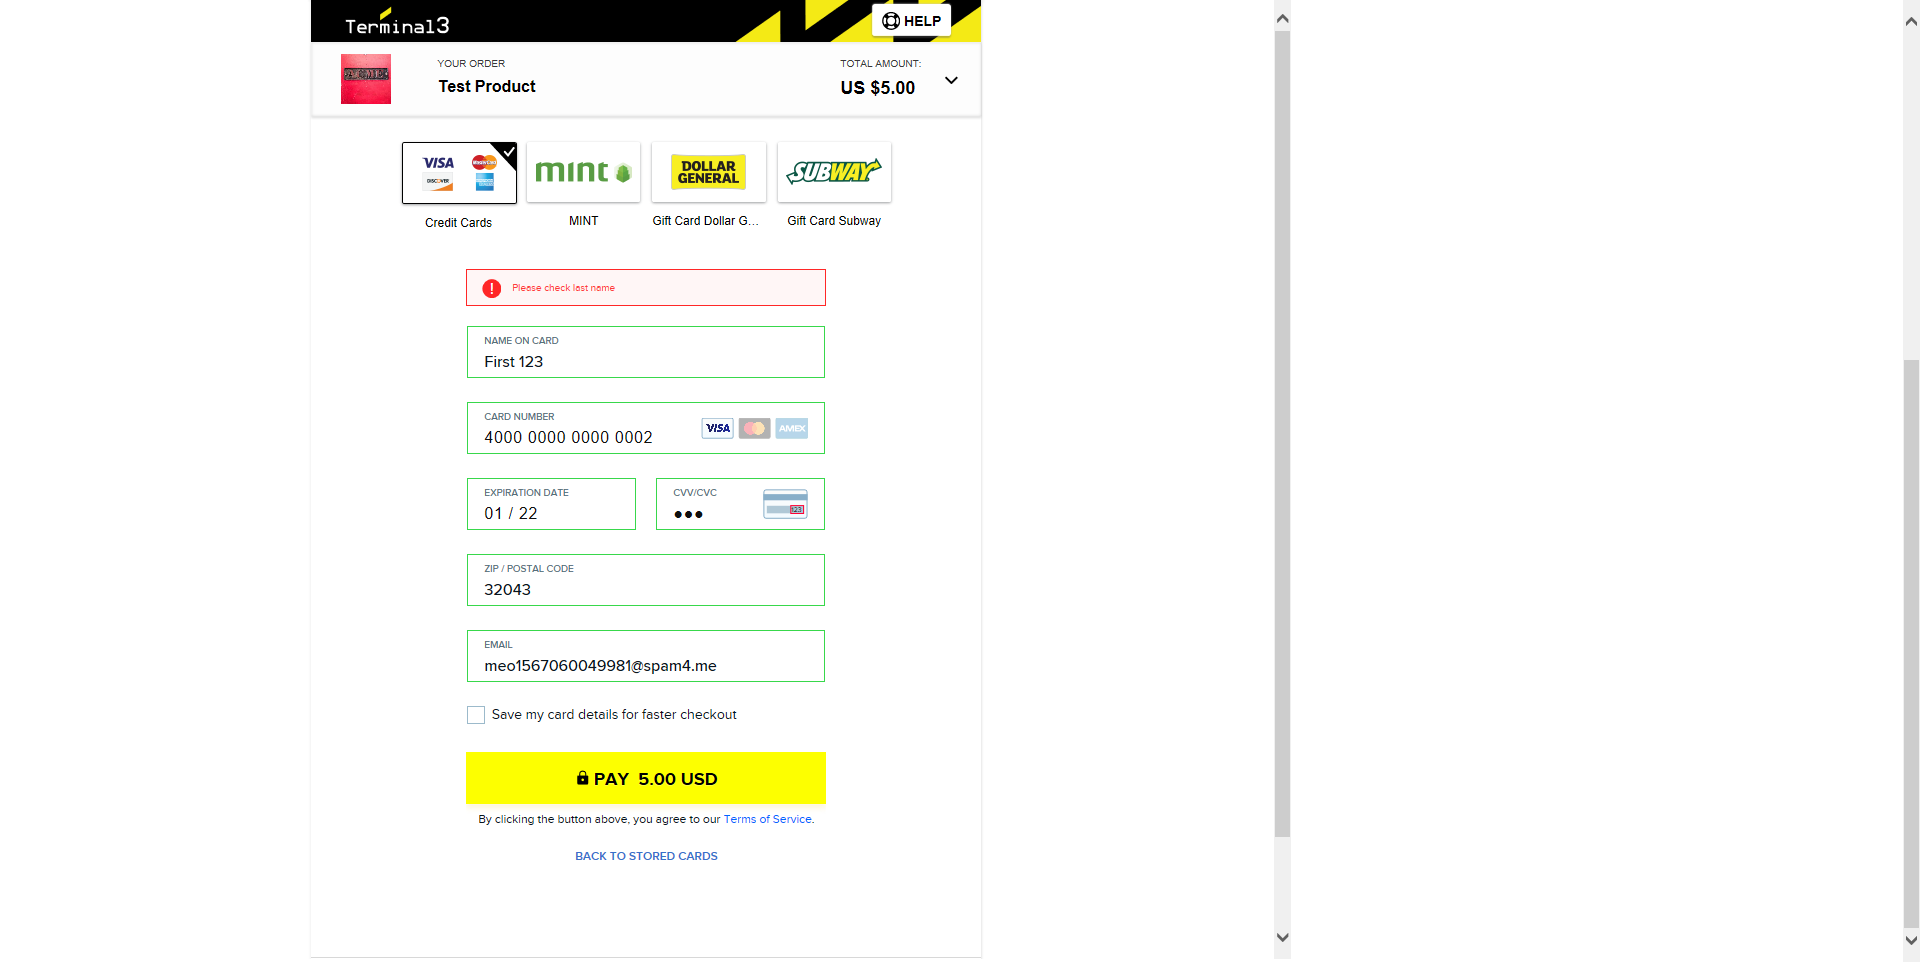 Terminal3
HELP
YOUR ORDER
Test Product
TOTAL AMOUNT:
US $5.00
VISA
MasterCard
DISCOVER
mint
DOLLAR
GENERAL
SUBWAY
Credit Cards
MINT
Gift Card Dollar G...
Gift Card Subway
! Please check last name
NAME ON CARD
First 123
CARD NUMBER
4000 0000 0000 0002
VISA
AMEX
EXPIRATION DATE
01 / 22
CVV/CVC
●●●
123
ZIP / POSTAL CODE
32043
EMAIL
meo1567060049981@spam4.me
Save my card details for faster checkout
PAY 5.00 USD
By clicking the button above, you agree to our Terms of Service.
BACK TO STORED CARDS